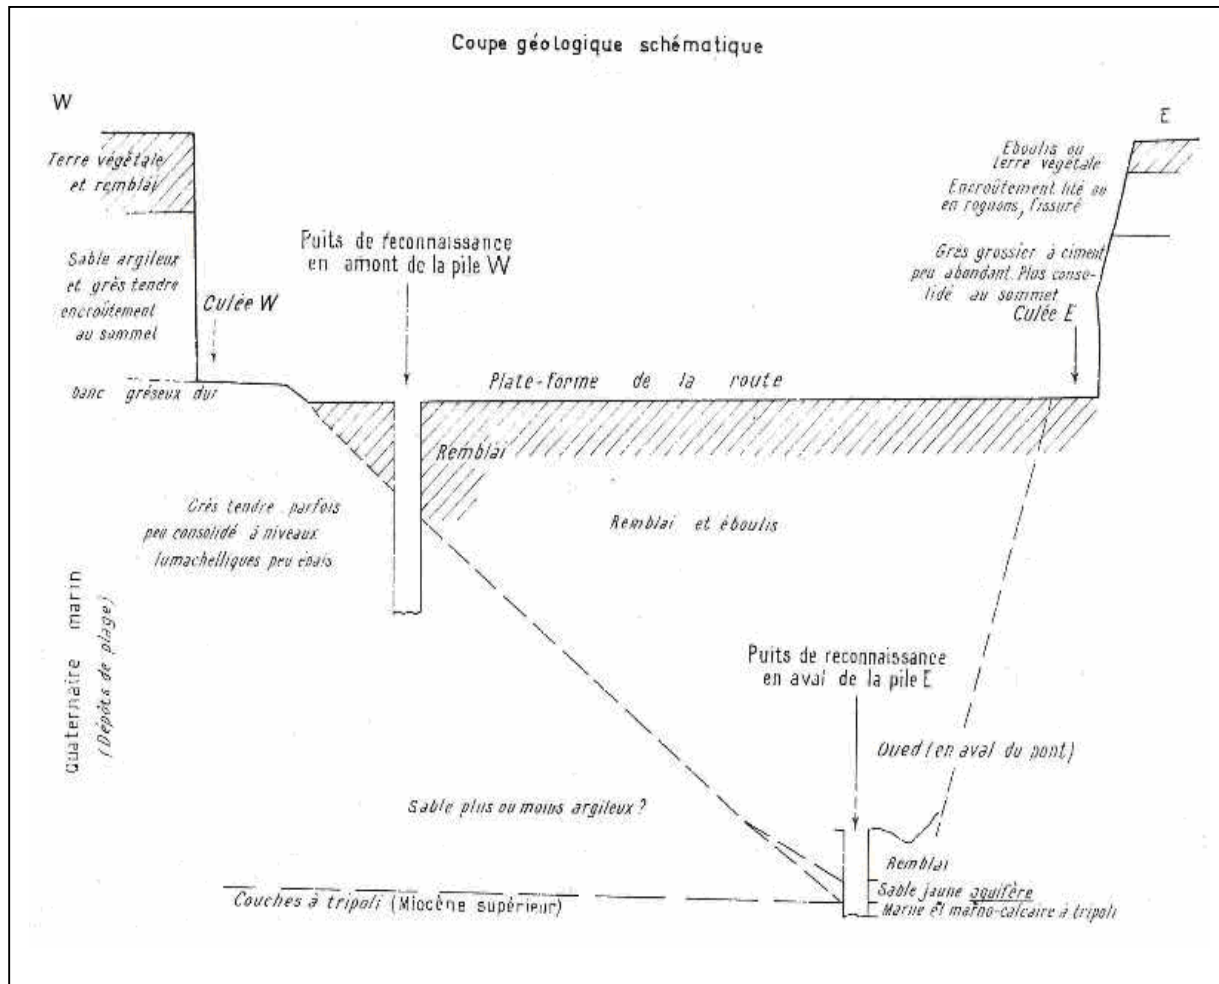 Coupe géologique schématique
W
E
Terre végétale
et remblai
Eboulis ou
terre végétale
Encroûtement lité ou
en rognons, fissuré
Puits de reconnaissance
en amont de la pile W
Sable argileux
et grès tendre
encroûtement
au sommet
Grès grossier à ciment
peu abondant. Plus conso-
lidé au sommet
Culée W
Culée E
banc gréseux dur
Plate-forme de la route
Remblai
Grès tendre parfois
peu consolidé à niveaux
lumachelliques peu épais
Remblai et éboulis
Quaternaire marin
(Dépôts de plage)
Puits de reconnaissance
en aval de la pile E
Oued (en aval du pont)
Sable plus ou moins argileux ?
Remblai
Sable jaune aquifère
Marne et marno-calcaire à tripoli
Couches à tripoli (Miocène supérieur)